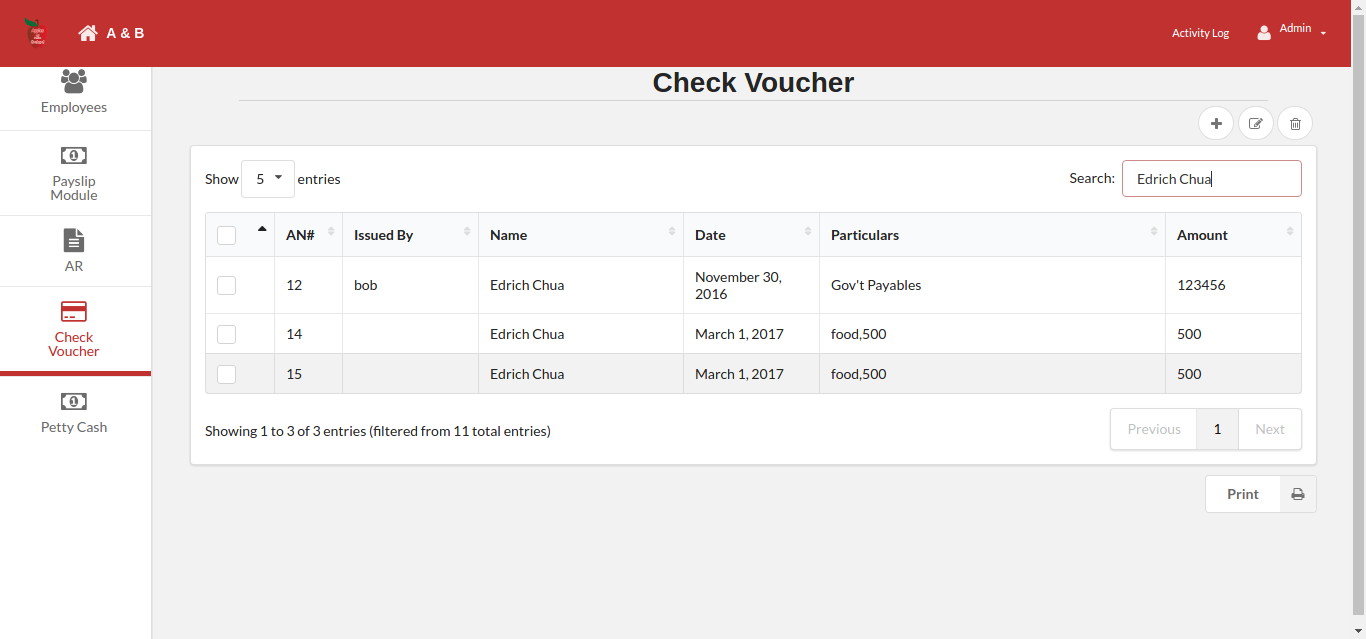 A & B
Activity Log
Admin
Employees
Payslip
Module
AR
Check
Voucher
Petty Cash
Check Voucher
Show 5 entries
Search: Edrich Chua
AN# Issued By Name Date Particulars Amount
12 bob Edrich Chua November 30, 2016 Gov't Payables 123456
14 Edrich Chua March 1, 2017 food,500 500
15 Edrich Chua March 1, 2017 food,500 500
Showing 1 to 3 of 3 entries (filtered from 11 total entries)
Previous 1 Next
Print